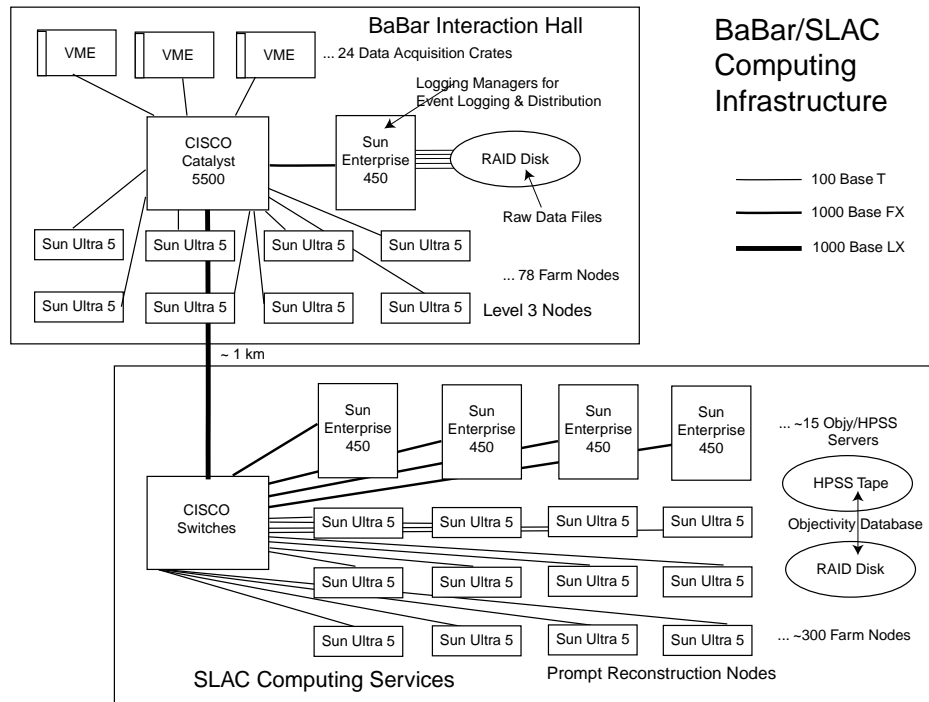 BaBar Interaction Hall
BaBar/SLAC
Computing
Infrastructure
VME
VME
VME
... 24 Data Acquisition Crates
Logging Managers for
Event Logging & Distribution
CISCO
Catalyst
5500
Sun
Enterprise
450
RAID Disk
Raw Data Files
100 Base T
1000 Base FX
1000 Base LX
Sun Ultra 5
Sun Ultra 5
Sun Ultra 5
Sun Ultra 5
... 78 Farm Nodes
Sun Ultra 5
Sun Ultra 5
Sun Ultra 5
Sun Ultra 5
Level 3 Nodes
~ 1 km
Sun
Enterprise
450
Sun
Enterprise
450
Sun
Enterprise
450
Sun
Enterprise
450
... ~15 Objy/HPSS
Servers
HPSS Tape
Objectivity Database
RAID Disk
CISCO
Switches
Sun Ultra 5
Sun Ultra 5
Sun Ultra 5
Sun Ultra 5
Sun Ultra 5
Sun Ultra 5
Sun Ultra 5
Sun Ultra 5
Sun Ultra 5
Sun Ultra 5
Sun Ultra 5
Sun Ultra 5
... ~300 Farm Nodes
SLAC Computing Services
Prompt Reconstruction Nodes